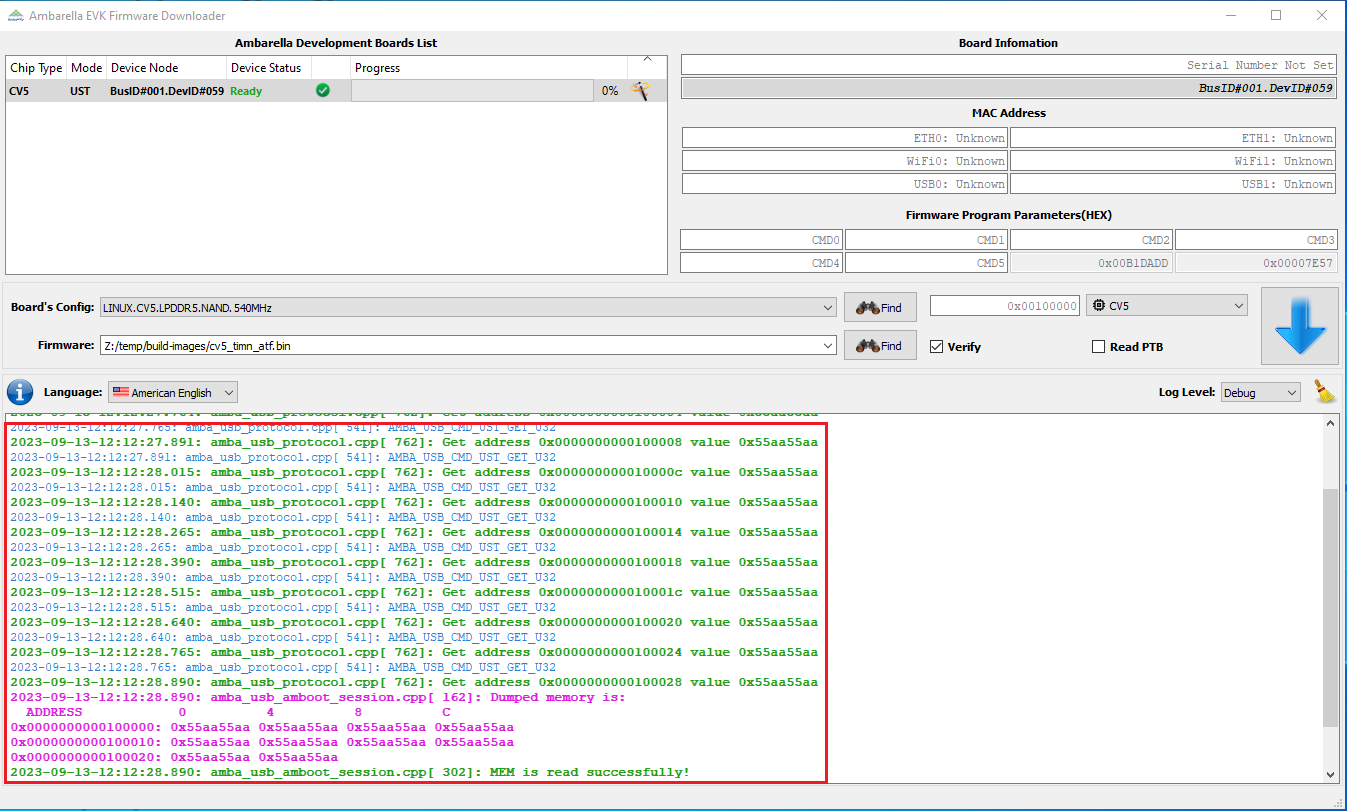 Ambarella EVK Firmware Downloader
Ambarella Development Boards List
Chip Type Mode Device Node Device Status Progress
CV5 UST BusID#001.DevID#059 Ready 0%
Board Infomation
Serial Number Not Set
BusID#001.DevID#059
MAC Address
ETH0: Unknown ETH1: Unknown
WiFi0: Unknown WiFi1: Unknown
USB0: Unknown USB1: Unknown
Firmware Program Parameters(HEX)
CMD0 CMD1 CMD2 CMD3
CMD4 CMD5 0x00B1DADD 0x00007E57
Board's Config: LINUX.CV5.LPDDR5.NAND.540MHz Find 0x00100000 CV5
Firmware: Z:/temp/build-images/cv5_timn_atf.bin Find Verify Read PTB
Language: American English Log Level: Debug
2023-09-13-12:12:27.765: amba_usb_protocol.cpp[ 541]: AMBA_USB_CMD_UST_GET_U32
2023-09-13-12:12:27.891: amba_usb_protocol.cpp[ 762]: Get address 0x0000000000100008 value 0x55aa55aa
2023-09-13-12:12:27.891: amba_usb_protocol.cpp[ 541]: AMBA_USB_CMD_UST_GET_U32
2023-09-13-12:12:28.015: amba_usb_protocol.cpp[ 762]: Get address 0x000000000010000c value 0x55aa55aa
2023-09-13-12:12:28.015: amba_usb_protocol.cpp[ 541]: AMBA_USB_CMD_UST_GET_U32
2023-09-13-12:12:28.140: amba_usb_protocol.cpp[ 762]: Get address 0x0000000000100010 value 0x55aa55aa
2023-09-13-12:12:28.140: amba_usb_protocol.cpp[ 541]: AMBA_USB_CMD_UST_GET_U32
2023-09-13-12:12:28.265: amba_usb_protocol.cpp[ 762]: Get address 0x0000000000100014 value 0x55aa55aa
2023-09-13-12:12:28.265: amba_usb_protocol.cpp[ 541]: AMBA_USB_CMD_UST_GET_U32
2023-09-13-12:12:28.390: amba_usb_protocol.cpp[ 762]: Get address 0x0000000000100018 value 0x55aa55aa
2023-09-13-12:12:28.390: amba_usb_protocol.cpp[ 541]: AMBA_USB_CMD_UST_GET_U32
2023-09-13-12:12:28.515: amba_usb_protocol.cpp[ 762]: Get address 0x000000000010001c value 0x55aa55aa
2023-09-13-12:12:28.515: amba_usb_protocol.cpp[ 541]: AMBA_USB_CMD_UST_GET_U32
2023-09-13-12:12:28.640: amba_usb_protocol.cpp[ 762]: Get address 0x0000000000100020 value 0x55aa55aa
2023-09-13-12:12:28.640: amba_usb_protocol.cpp[ 541]: AMBA_USB_CMD_UST_GET_U32
2023-09-13-12:12:28.765: amba_usb_protocol.cpp[ 762]: Get address 0x0000000000100024 value 0x55aa55aa
2023-09-13-12:12:28.765: amba_usb_protocol.cpp[ 541]: AMBA_USB_CMD_UST_GET_U32
2023-09-13-12:12:28.890: amba_usb_protocol.cpp[ 762]: Get address 0x0000000000100028 value 0x55aa55aa
2023-09-13-12:12:28.890: amba_usb_amboot_session.cpp[ 162]: Dumped memory is:
ADDRESS 0 4 8 C
0x0000000000100000: 0x55aa55aa 0x55aa55aa 0x55aa55aa 0x55aa55aa
0x0000000000100010: 0x55aa55aa 0x55aa55aa 0x55aa55aa 0x55aa55aa
0x0000000000100020: 0x55aa55aa 0x55aa55aa
2023-09-13-12:12:28.890: amba_usb_amboot_session.cpp[ 302]: MEM is read successfully!